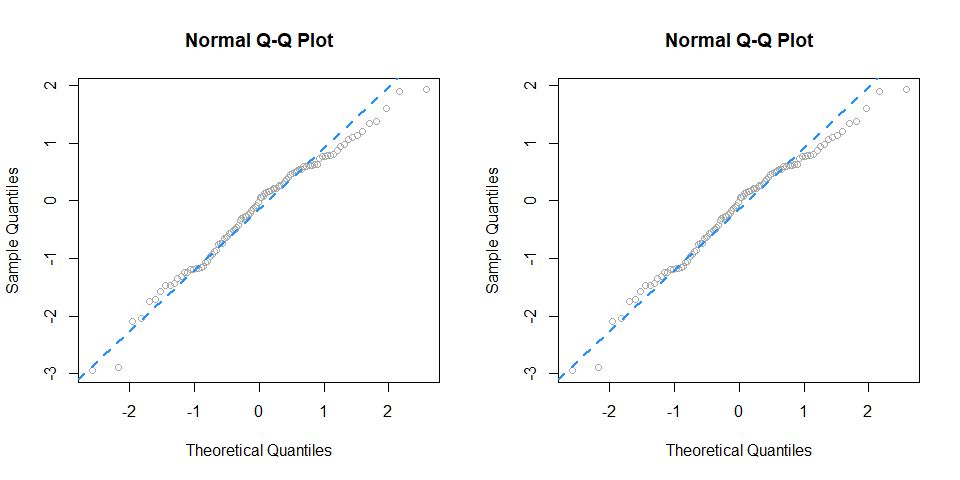 Normal Q-Q Plot
Sample Quantiles
2
1
0
-1
-2
-3
-2 -1 0 1 2
Theoretical Quantiles
Normal Q-Q Plot
Sample Quantiles
2
1
0
-1
-2
-3
-2 -1 0 1 2
Theoretical Quantiles